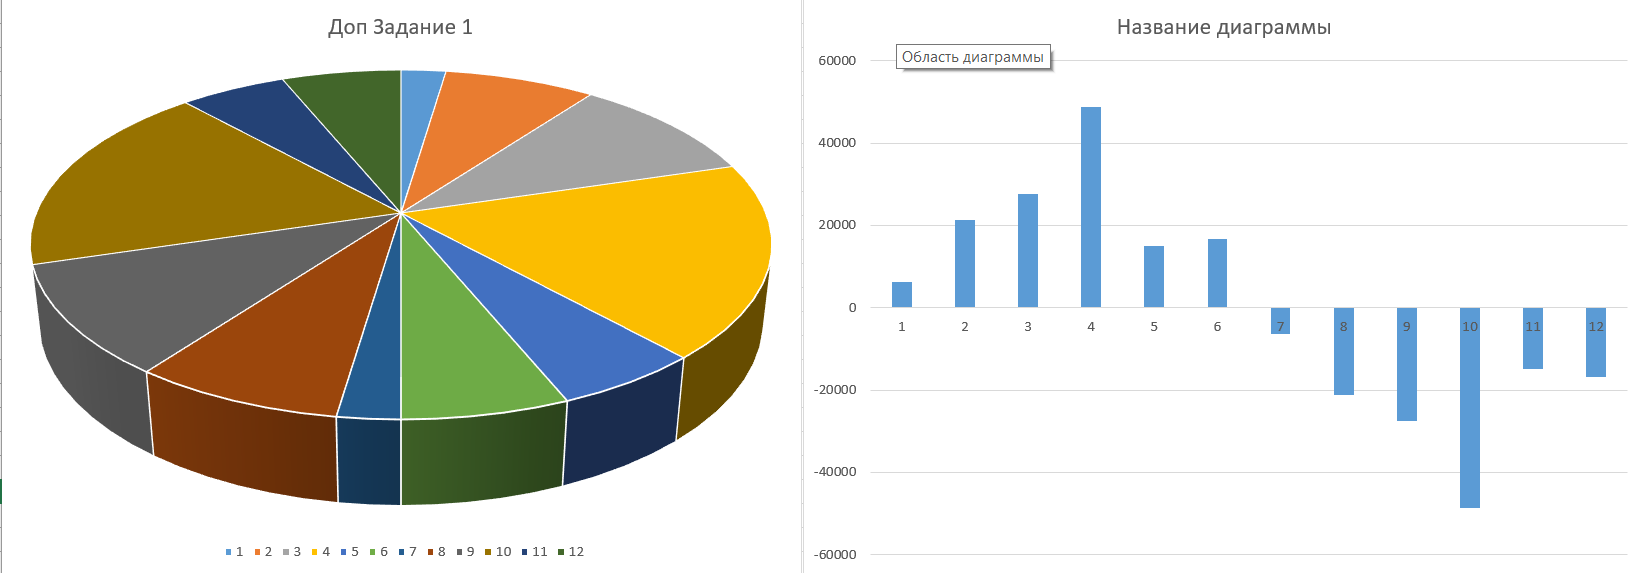 Доп Задание 1
1 2 3 4 5 6 7 8 9 10 11 12
Название диаграммы
Область диаграммы
60000
40000
20000
0
1 2 3 4 5 6 7 8 9 10 11 12
-20000
-40000
-60000